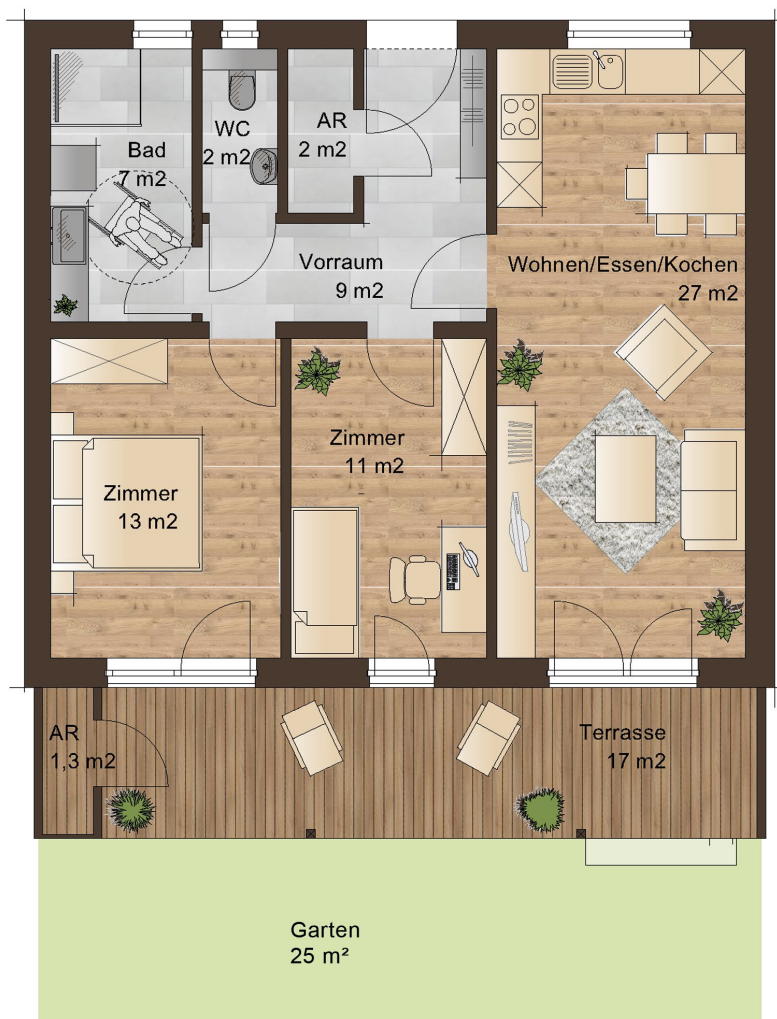 WC
2 m2
AR
2 m2
Bad
7 m2
Vorraum
9 m2
Wohnen/Essen/Kochen
27 m2
Zimmer
11 m2
Zimmer
13 m2
AR
1,3 m2
Terrasse
17 m2
Garten
25 m²